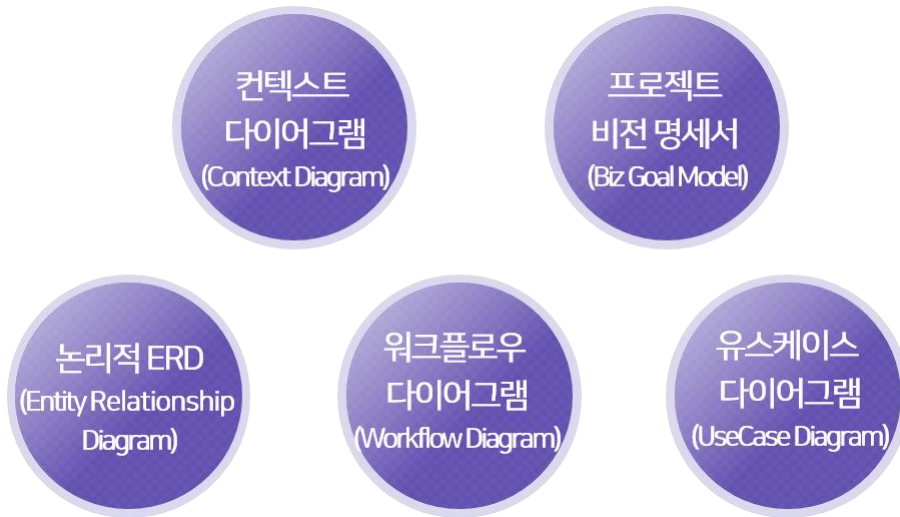 컨텍스트
다이어그램
(Context Diagram)
프로젝트
비전 명세서
(Biz Goal Model)
논리적 ERD
(Entity Relationship
Diagram)
워크플로우
다이어그램
(Workflow Diagram)
유스케이스
다이어그램
(UseCase Diagram)